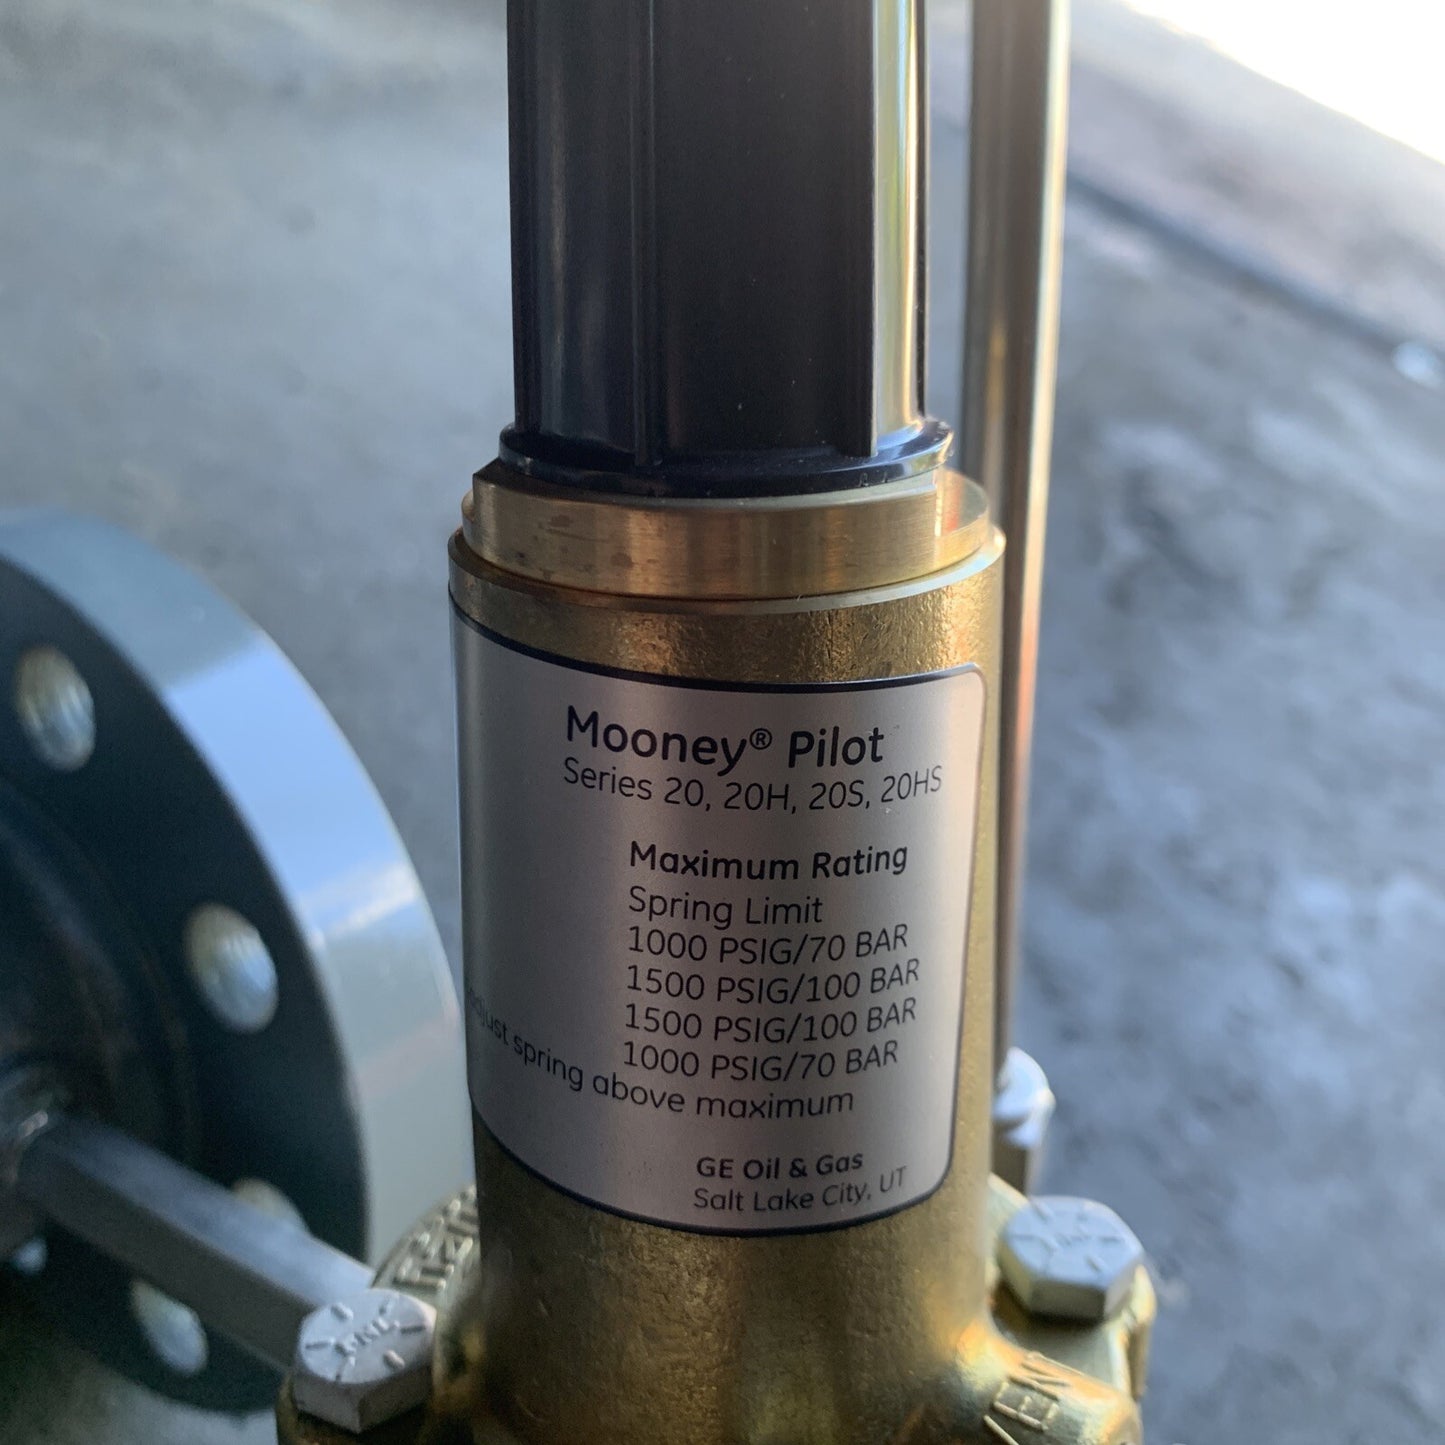 Mooney® Pilot
Series 20, 20H, 20S, 20HS
Maximum Rating
Spring Limit
1000 PSIG/70 BAR
1500 PSIG/100 BAR
1500 PSIG/100 BAR
1000 PSIG/70 BAR
adjust spring above maximum
GE Oil & Gas
Salt Lake City, UT